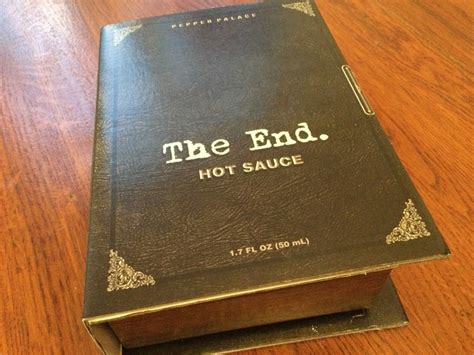 PEPPER PALACE
The End.
HOT SAUCE
1.7 FL OZ (50 mL)